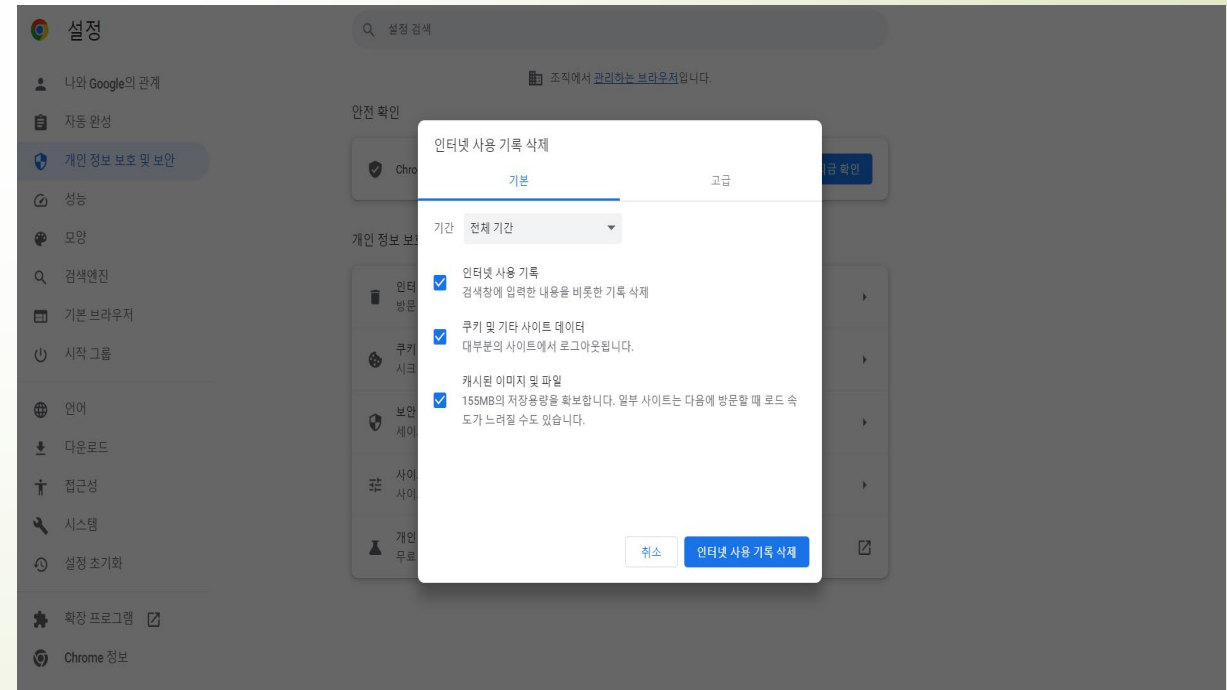 설정
설정 검색
나와 Google의 관계
자동 완성
개인 정보 보호 및 보안
성능
모양
검색엔진
기본 브라우저
시작 그룹
언어
다운로드
접근성
시스템
설정 초기화
확장 프로그램
Chrome 정보
조직에서 관리하는 브라우저입니다.
안전 확인
개인 정보
인터넷 사용 기록 삭제
기본
고급
기간
전체 기간
인터넷 사용 기록
검색창에 입력한 내용을 비롯한 기록 삭제
쿠키 및 기타 사이트 데이터
대부분의 사이트에서 로그아웃됩니다.
캐시된 이미지 및 파일
155MB의 저장용량을 확보합니다. 일부 사이트는 다음에 방문할 때 로드 속
도가 느려질 수도 있습니다.
취소
인터넷 사용 기록 삭제
확인
쿠키
보안
개인
무료